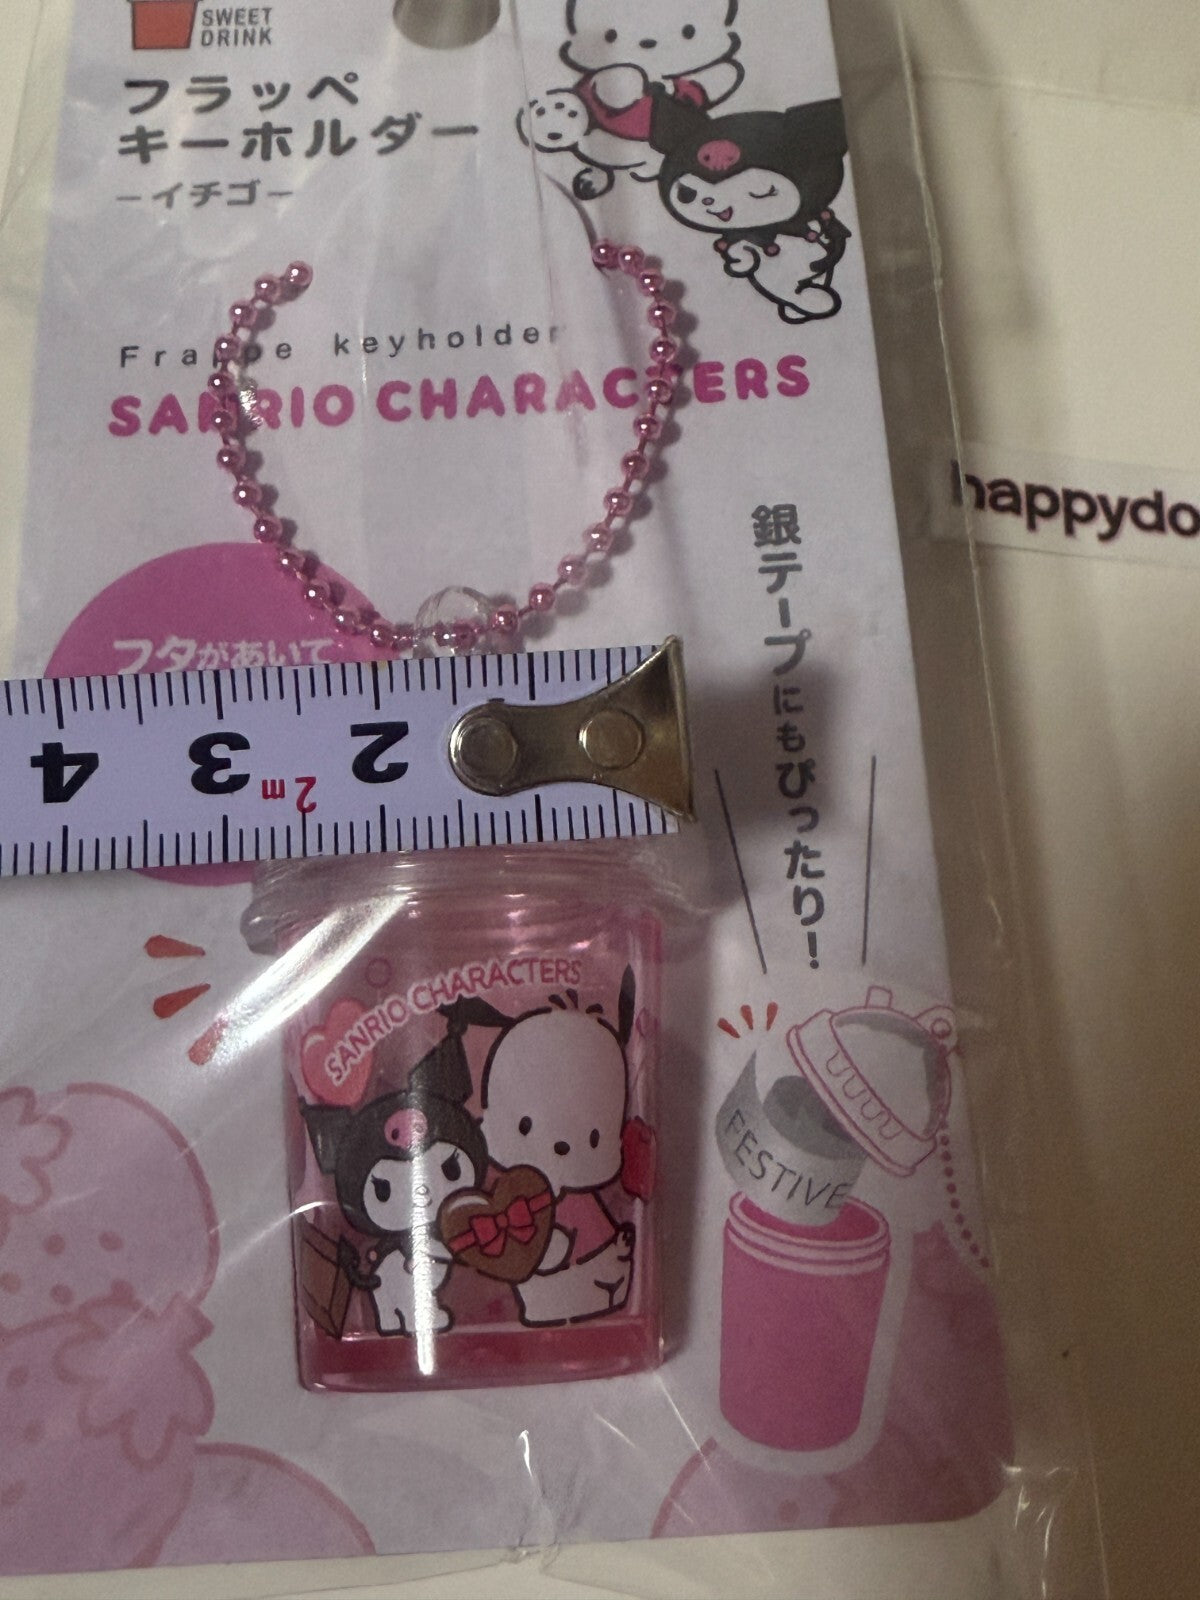 SWEET
DRINK
フラッペ
キーホルダー
-イチゴ-
Frappe keyholder
SANRIO CHARACTERS
happydo
銀テープにもぴったり!
フタがあいて
4 3 2m 2
SANRIO CHARACTERS
FESTIVE